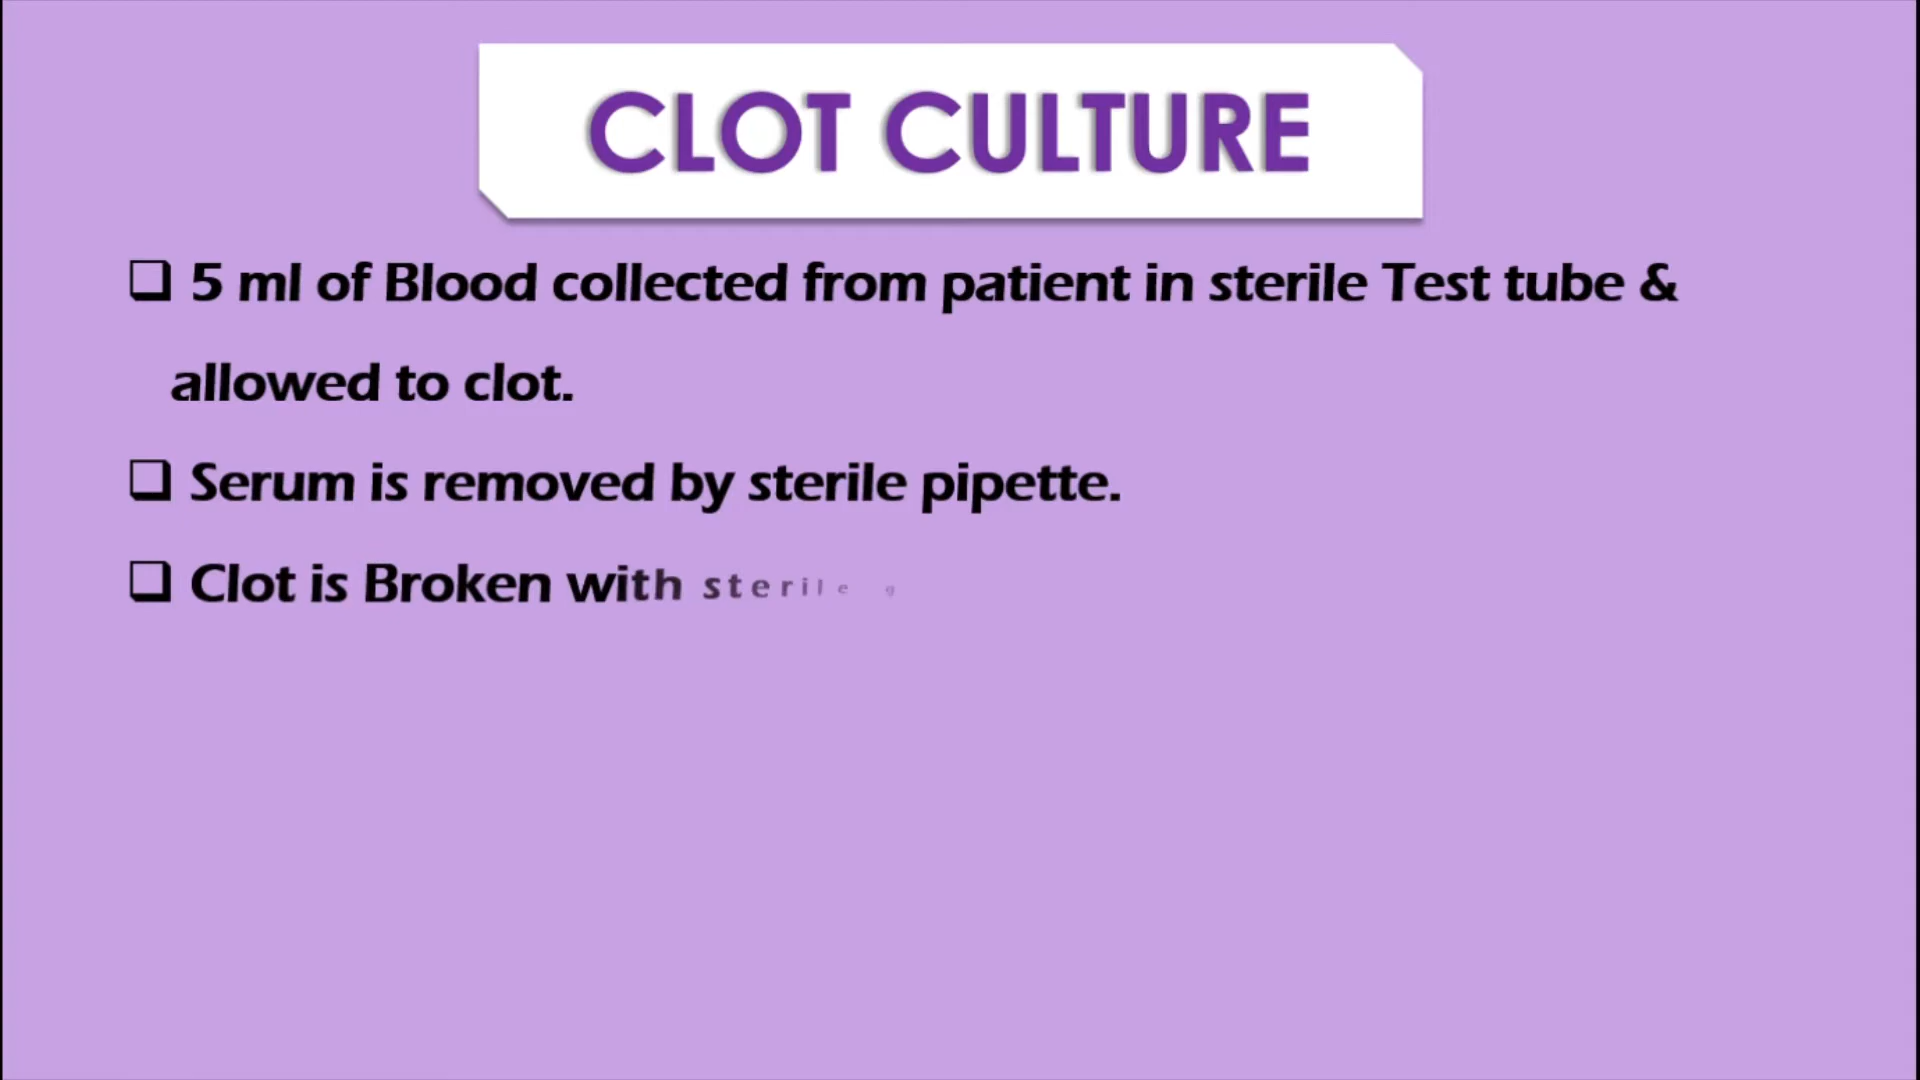 CLOT CULTURE
❑ 5 ml of Blood collected from patient in sterile Test tube &
allowed to clot.
❑ Serum is removed by sterile pipette.
❑ Clot is Broken with sterile g